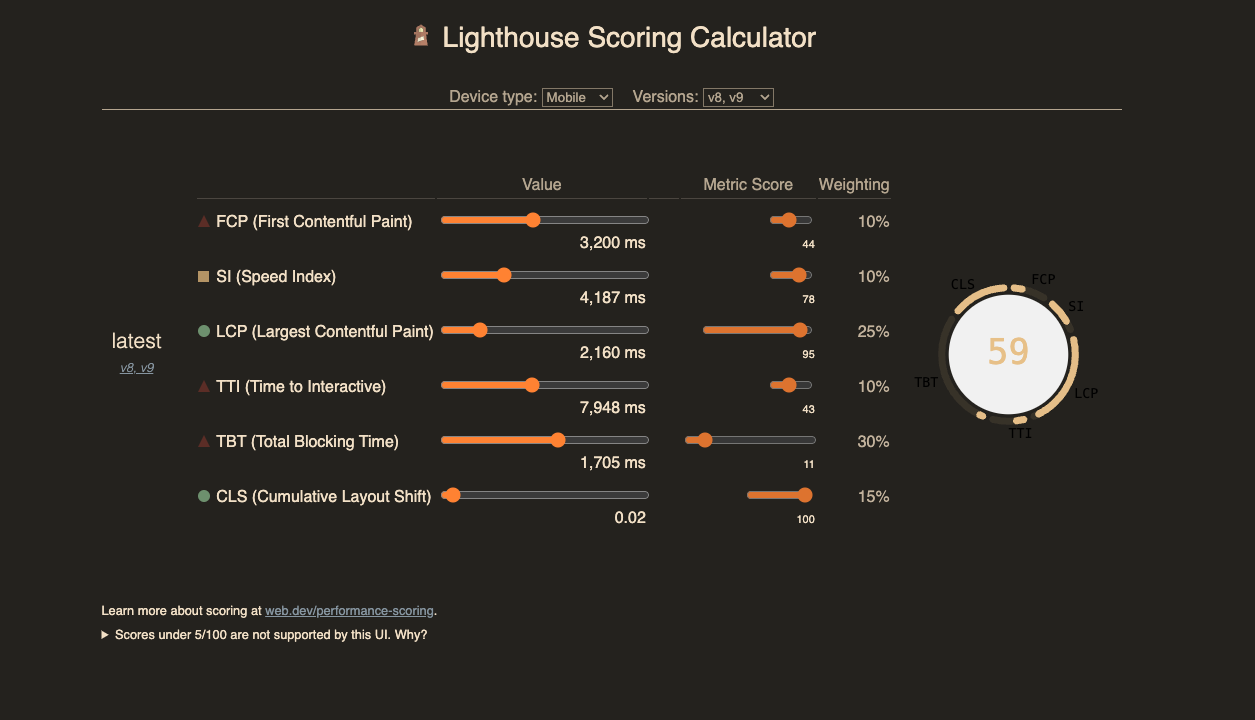 Lighthouse Scoring Calculator
Device type: Mobile Versions: v8, v9
Value Metric Score Weighting
FCP (First Contentful Paint) 10%
3,200 ms 44
SI (Speed Index) 10%
4,187 ms 78
LCP (Largest Contentful Paint) 25%
2,160 ms 95
TTI (Time to Interactive) 10%
7,948 ms 43
TBT (Total Blocking Time) 30%
1,705 ms 11
CLS (Cumulative Layout Shift) 15%
0.02 100
latest
v8, v9
CLS
FCP
SI
59
TBT
LCP
TTI
Learn more about scoring at web.dev/performance-scoring.
Scores under 5/100 are not supported by this UI. Why?